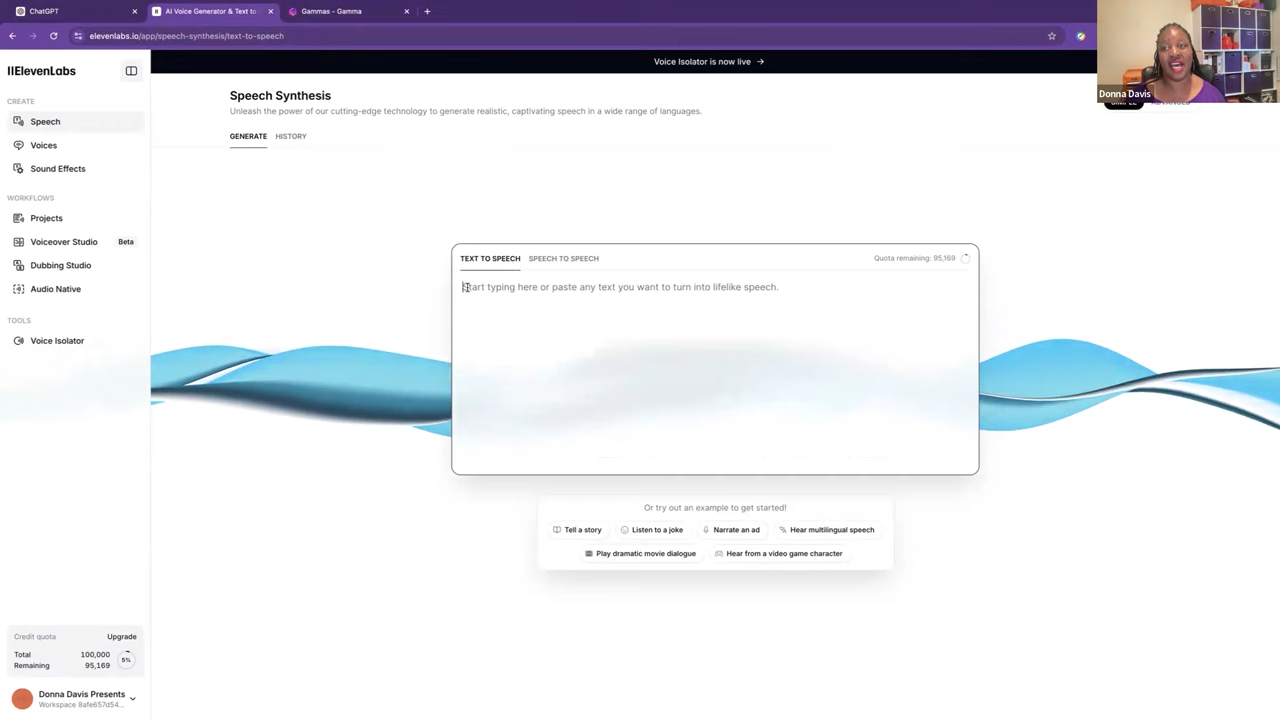 ChatGPT
AI Voice Generator & Text to
Gammas - Gamma
elevenlabs.io/app/speech-synthesis/text-to-speech
Voice Isolator is now live →
IIElevenLabs
CREATE
Speech
Voices
Sound Effects
WORKFLOWS
Projects
Voiceover Studio Beta
Dubbing Studio
Audio Native
TOOLS
Voice Isolator
Credit quota Upgrade
Total 100,000
Remaining 95,169
5%
Donna Davis Presents
Workspace 8afe657d54...
Speech Synthesis
Unleash the power of our cutting-edge technology to generate realistic, captivating speech in a wide range of languages.
GENERATE HISTORY
TEXT TO SPEECH SPEECH TO SPEECH Quota remaining: 95,169
Start typing here or paste any text you want to turn into lifelike speech.
Or try out an example to get started!
Tell a story Listen to a joke Narrate an ad Hear multilingual speech
Play dramatic movie dialogue Hear from a video game character
Donna Davis